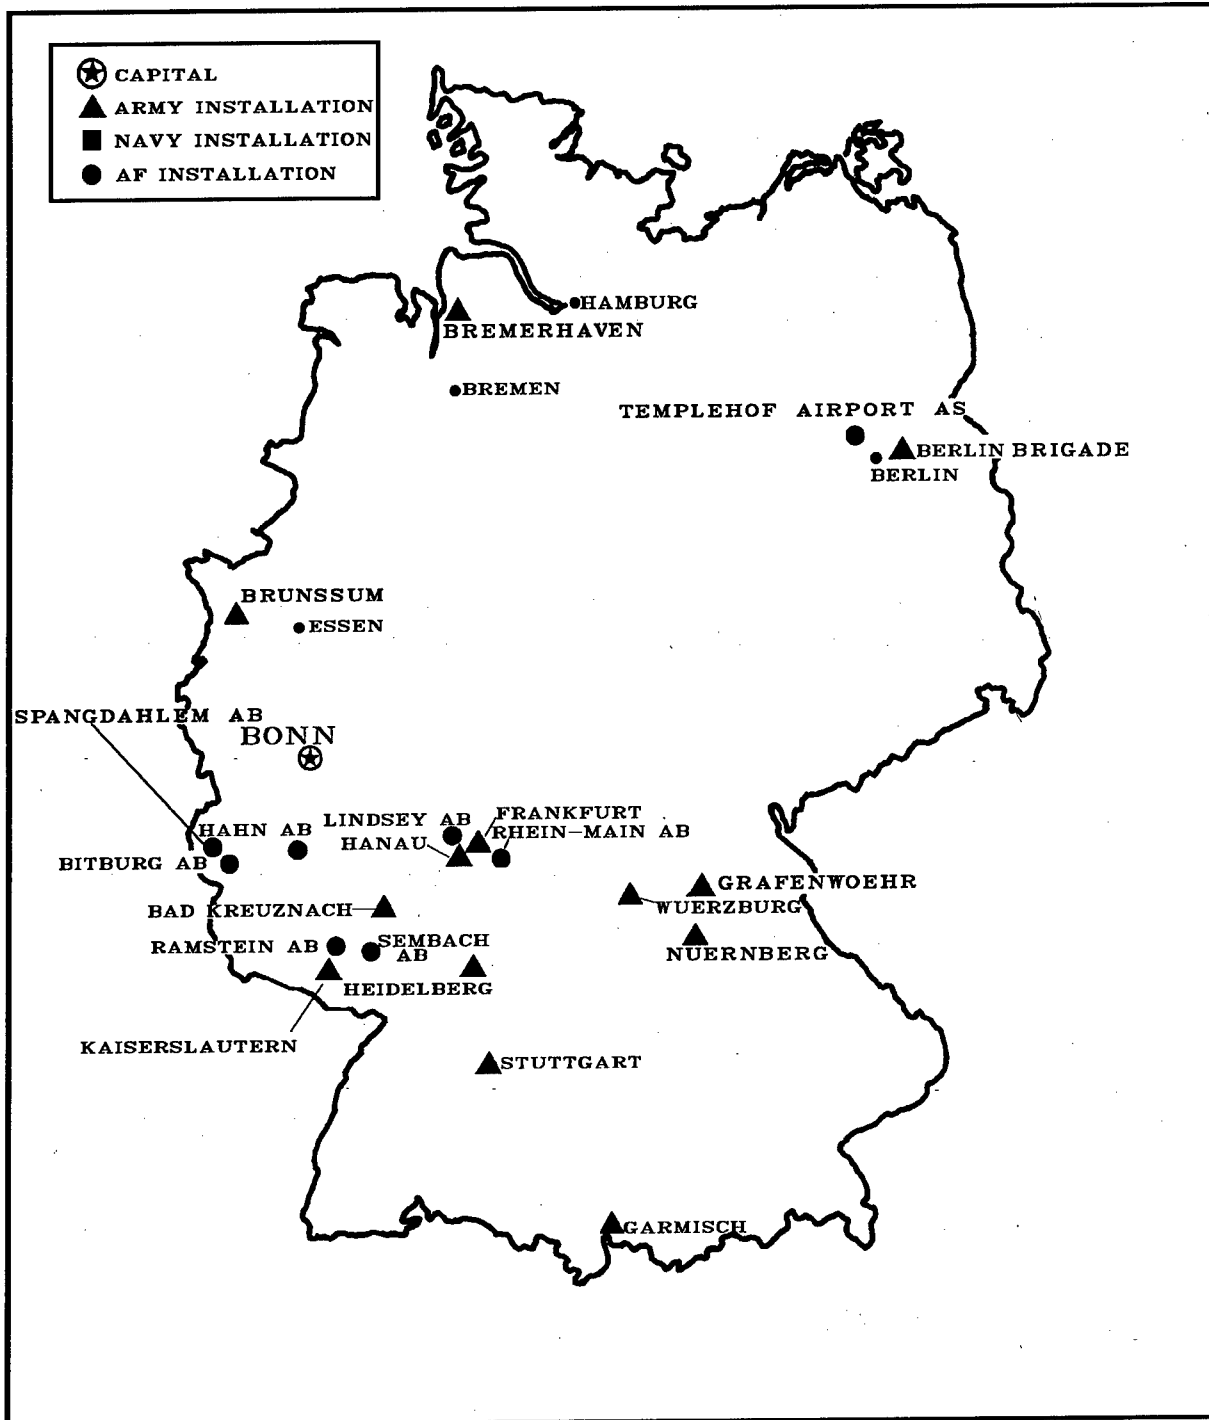 CAPITAL
ARMY INSTALLATION
NAVY INSTALLATION
AF INSTALLATION
HAMBURG
BREMERHAVEN
BREMEN
TEMPLEHOF AIRPORT AS
BERLIN BRIGADE
BERLIN
BRUNSSUM
ESSEN
SPANGDAHLEM AB
BONN
FRANKFURT
LINDSEY AB
HAHN AB
RHEIN-MAIN AB
HANAU
BITBURG AB
GRAFENWOEHR
WUERZBURG
BAD KREUZNACH
SEMBACH
AB
RAMSTEIN AB
NUERNBERG
HEIDELBERG
KAISERSLAUTERN
STUTTGART
GARMISCH